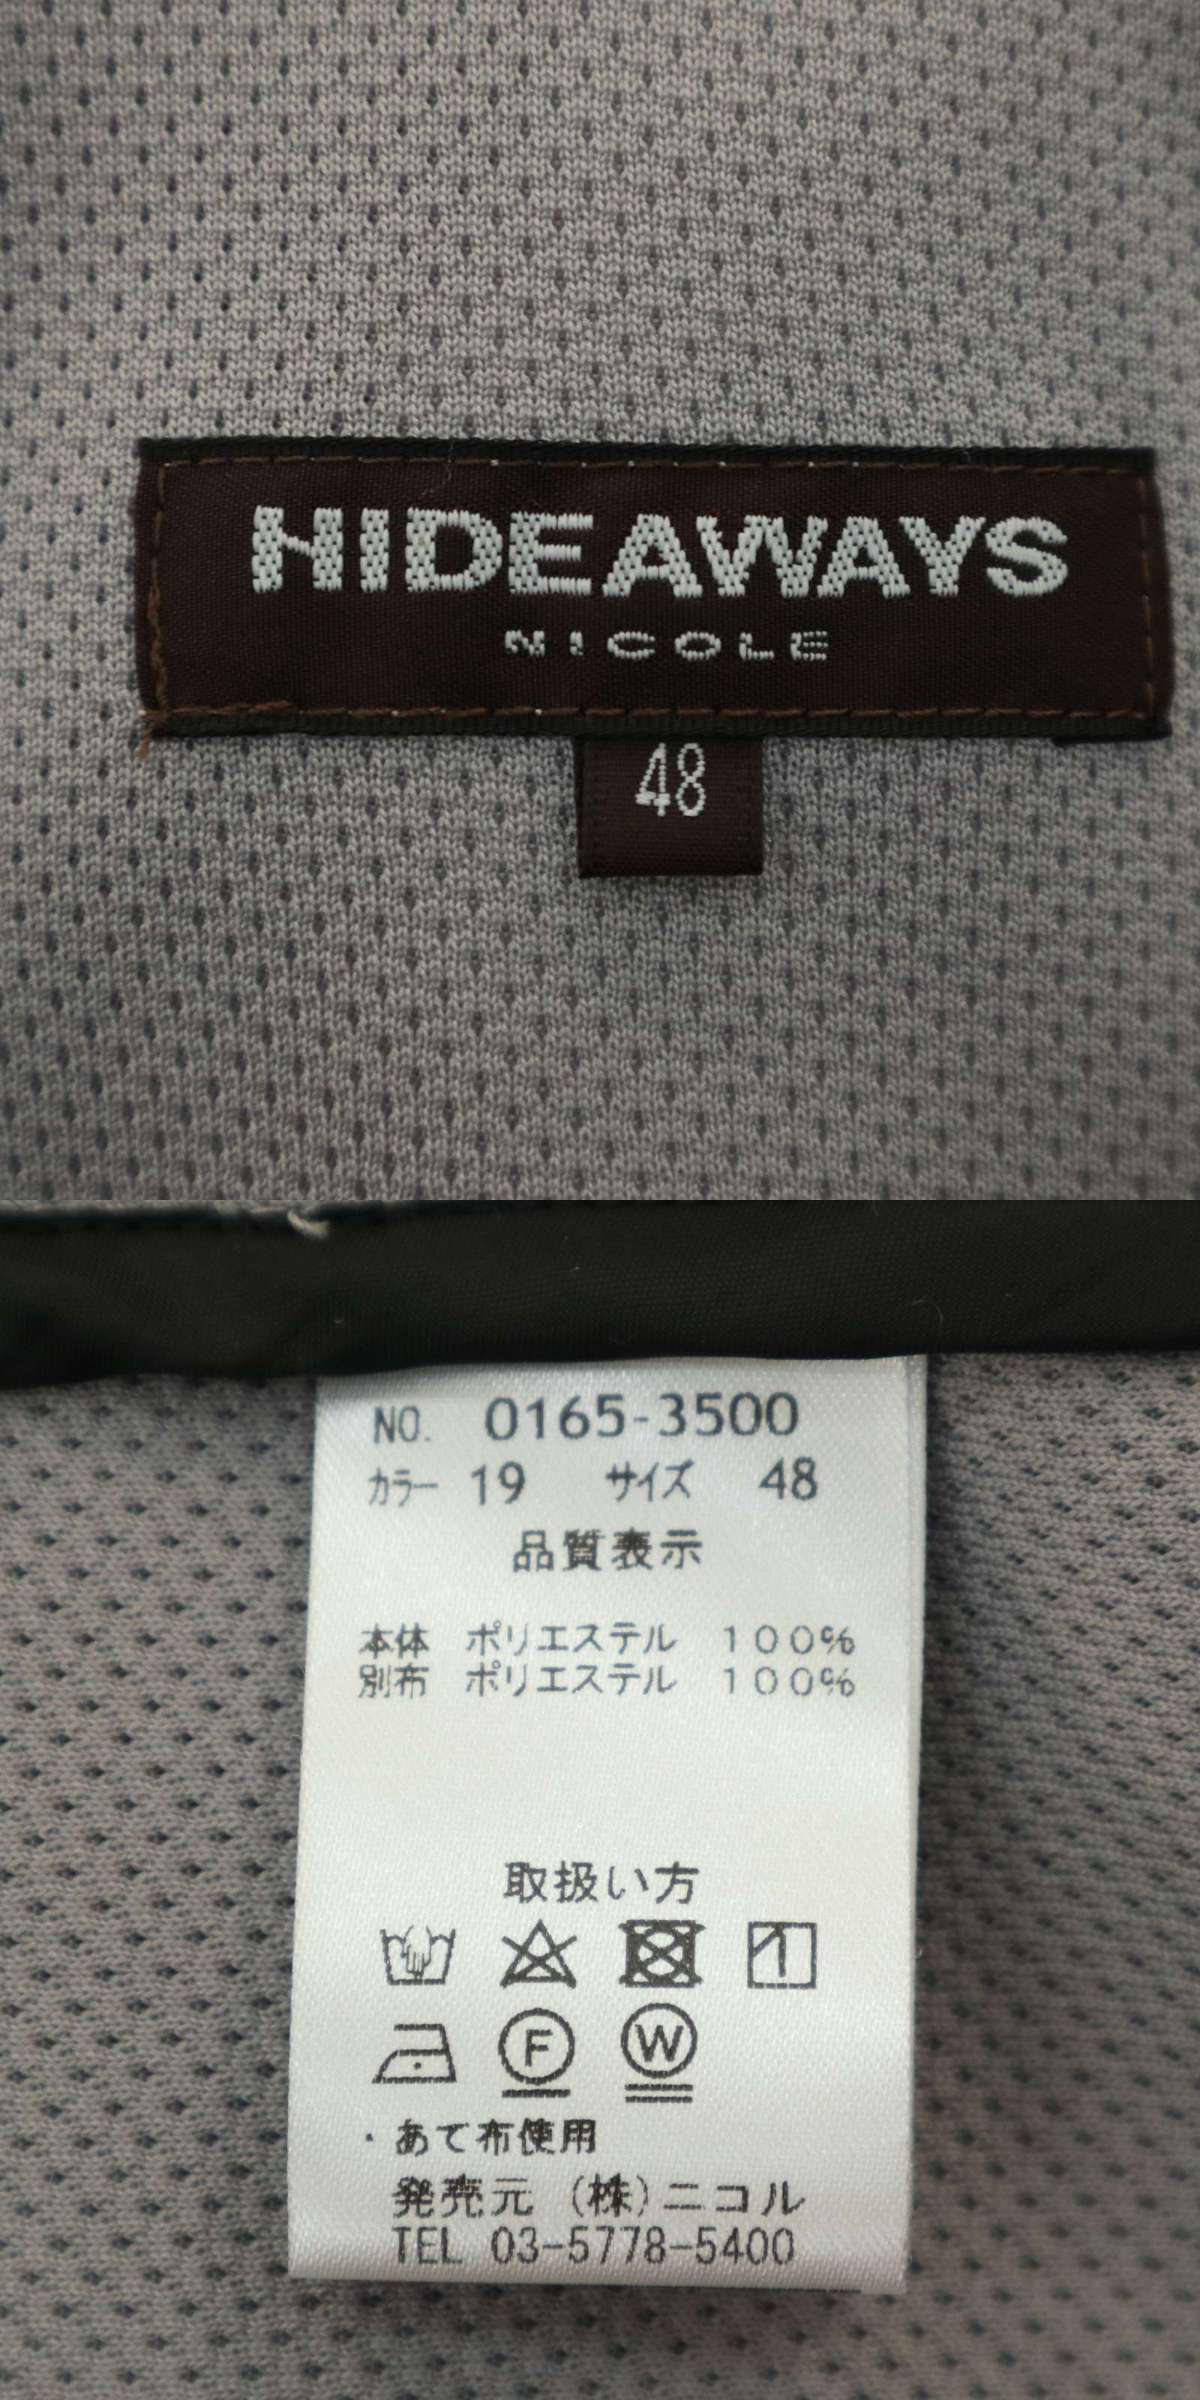 HIDEAWAYS
NICOLE
48
NO. 0165-3500
カラー 19 サイズ 48
品質表示
本体 ポリエステル 100%
別布 ポリエステル 100%
取扱い方
F W
・あて布使用
発売元 (株)ニコル
TEL 03-5778-5400